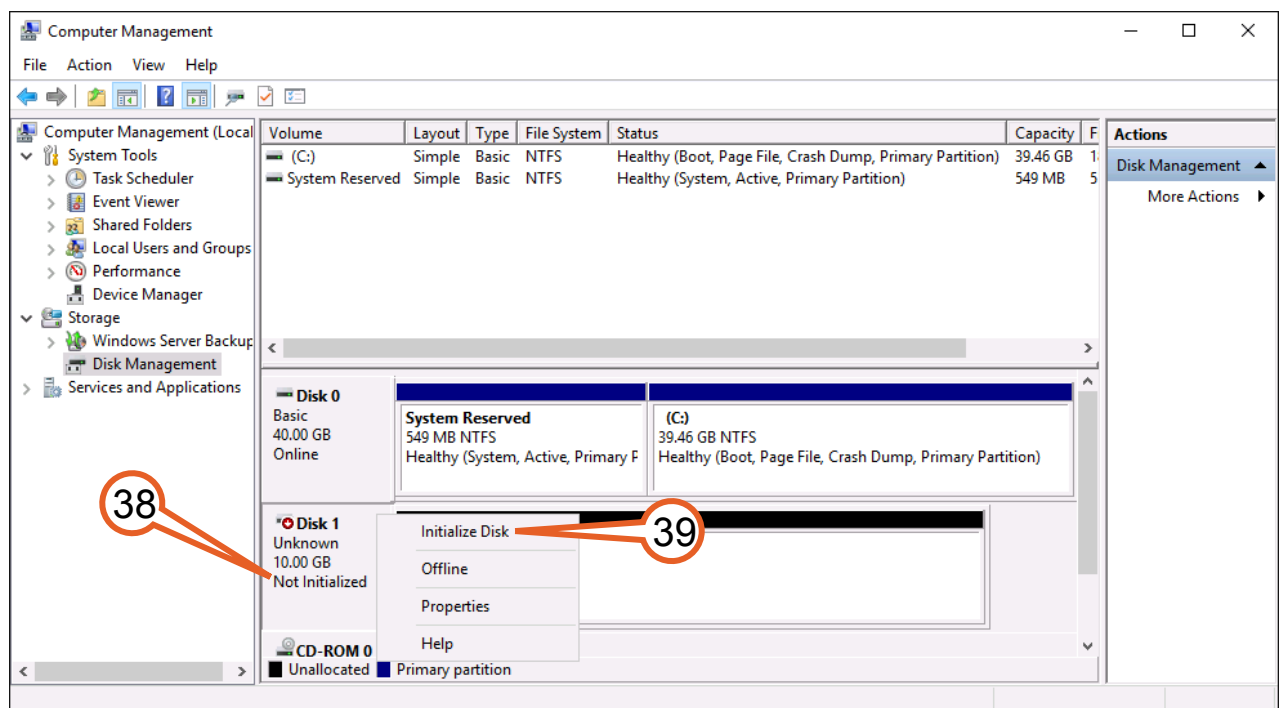 Computer Management
File Action View Help
Computer Management (Local
System Tools
Task Scheduler
Event Viewer
Shared Folders
Local Users and Groups
Performance
Device Manager
Storage
Windows Server Backup
Disk Management
Services and Applications
Volume Layout Type File System Status Capacity F
(C:) Simple Basic NTFS Healthy (Boot, Page File, Crash Dump, Primary Partition) 39.46 GB 1
System Reserved Simple Basic NTFS Healthy (System, Active, Primary Partition) 549 MB 5
Disk 0
Basic
40.00 GB
Online
System Reserved
549 MB NTFS
Healthy (System, Active, Primary P
(C:)
39.46 GB NTFS
Healthy (Boot, Page File, Crash Dump, Primary Partition)
38
Disk 1
Unknown
10.00 GB
Not Initialized
Initialize Disk
Offline
Properties
Help
39
CD-ROM 0
Unallocated Primary partition
Actions
Disk Management
More Actions